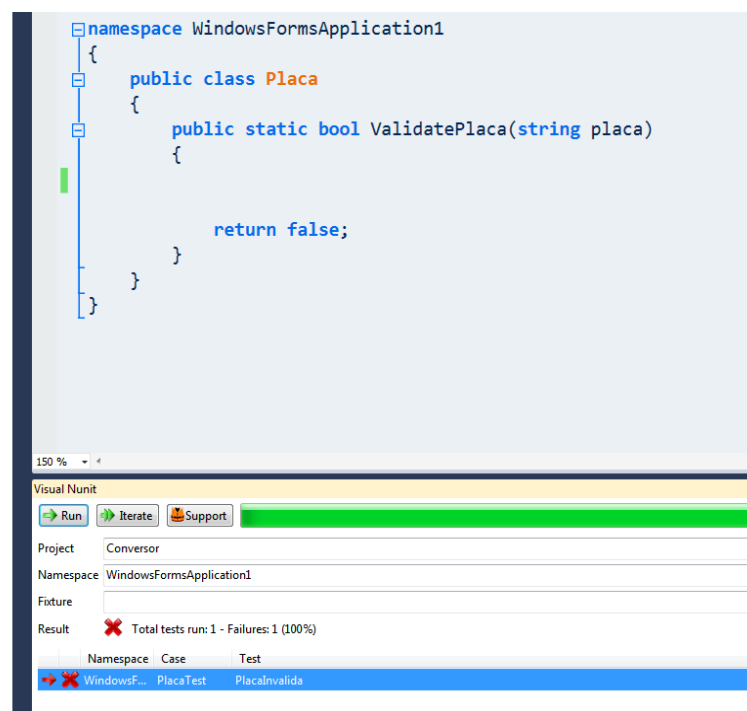 namespace WindowsFormsApplication1
{
public class Placa
{
public static bool ValidatePlaca(string placa)
{
return false;
}
}
}
150 %
Visual Nunit
Run Iterate Support
Project Conversor
Namespace WindowsFormsApplication1
Fixture
Result Total tests run: 1 - Failures: 1 (100%)
Namespace Case Test
WindowsF... PlacaTest PlacaInvalida